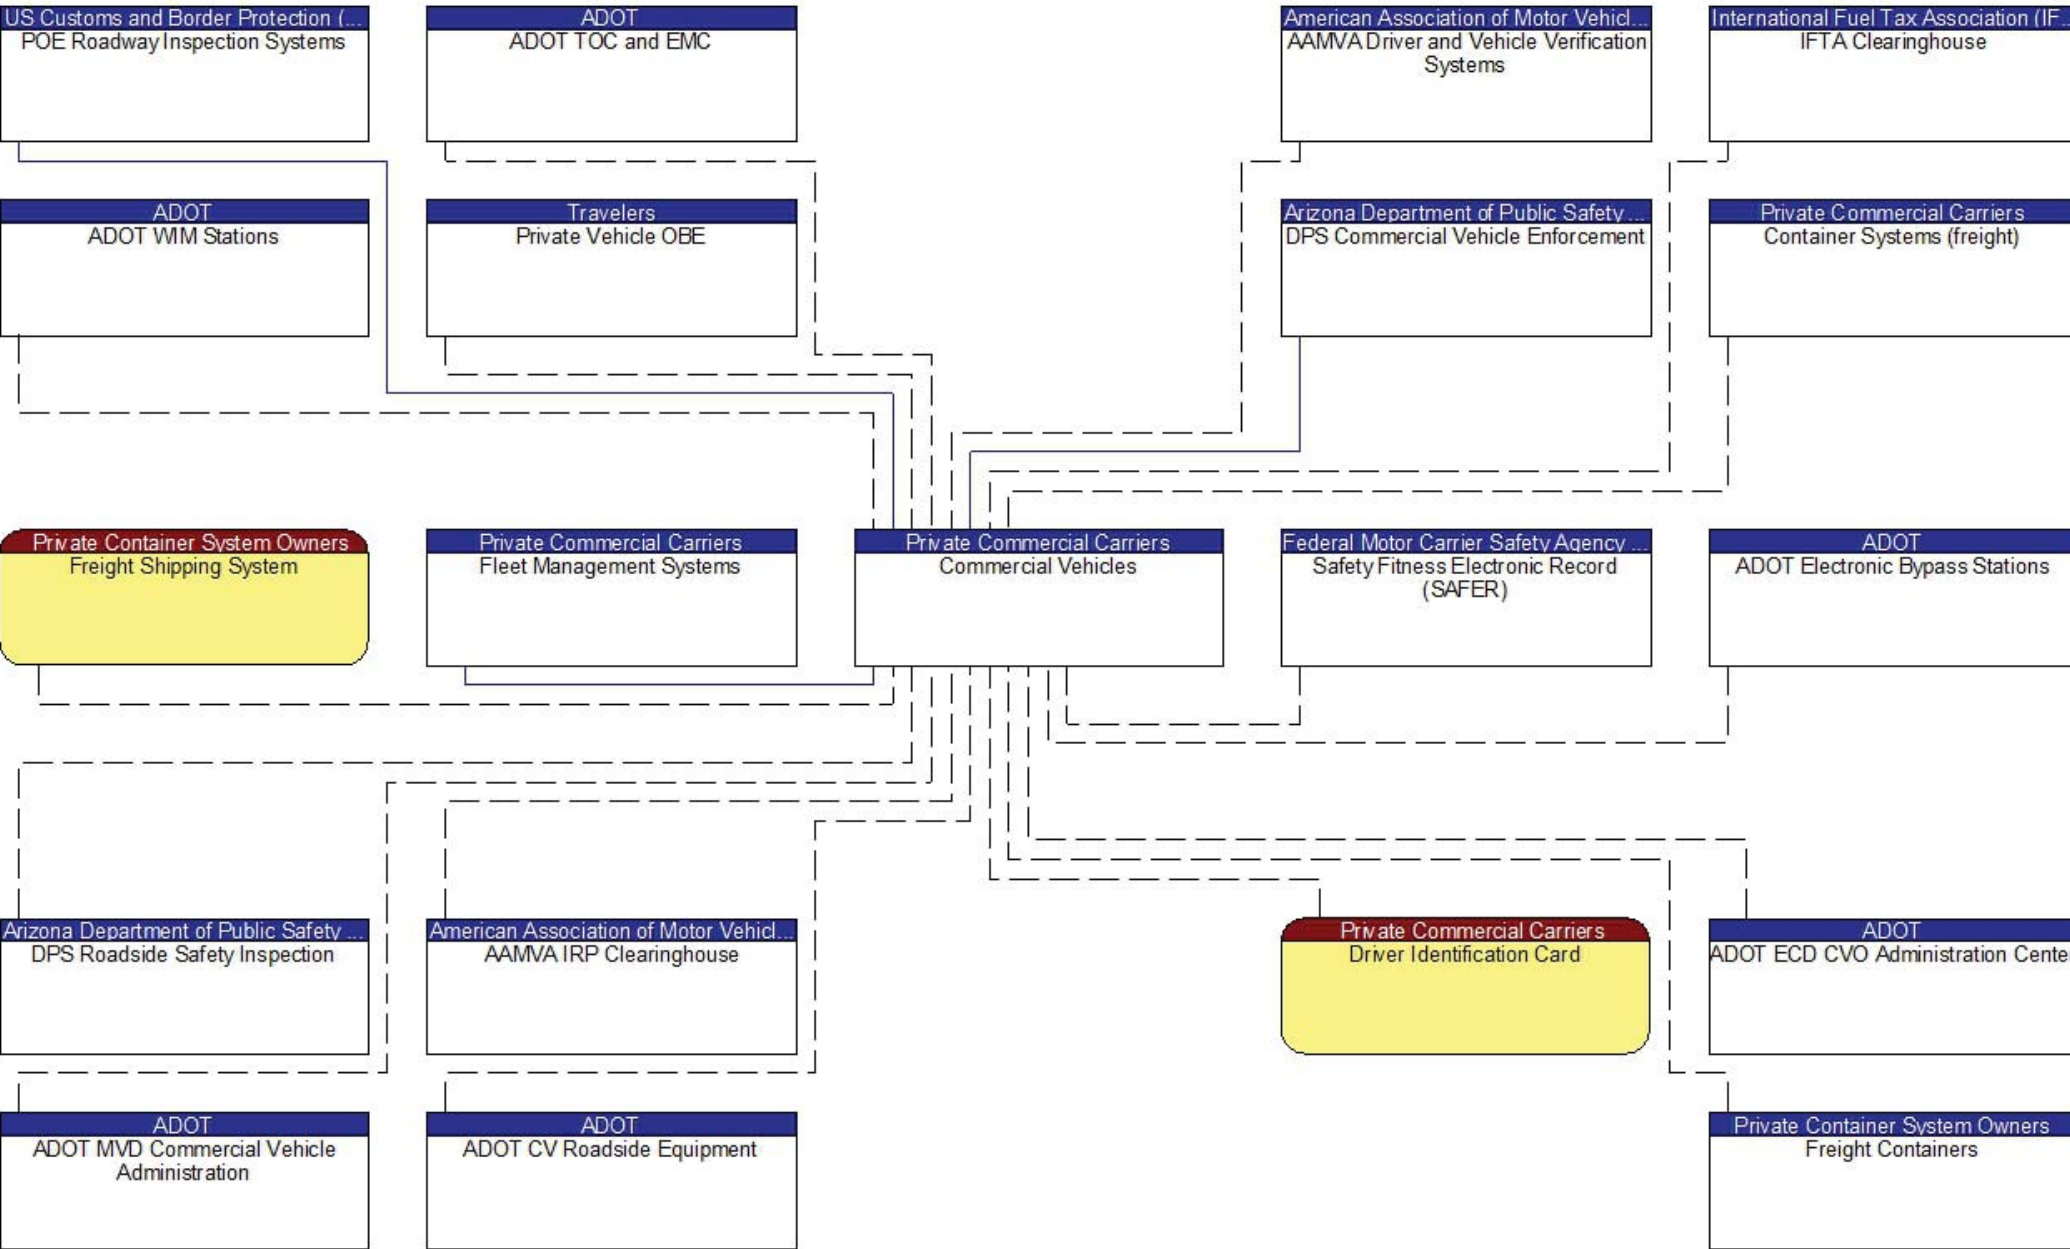 US Customs and Border Protection (...
POE Roadway Inspection Systems
ADOT
ADOT TOC and EMC
American Association of Motor Vehicl...
AAMVA Driver and Vehicle Verification
Systems
International Fuel Tax Association (IF...
IFTA Clearinghouse
ADOT
ADOT WIM Stations
Travelers
Private Vehicle OBE
Arizona Department of Public Safety ...
DPS Commercial Vehicle Enforcement
Private Commercial Carriers
Container Systems (freight)
Private Container System Owners
Freight Shipping System
Private Commercial Carriers
Fleet Management Systems
Private Commercial Carriers
Commercial Vehicles
Federal Motor Carrier Safety Agency ...
Safety Fitness Electronic Record
(SAFER)
ADOT
ADOT Electronic Bypass Stations
Arizona Department of Public Safety ...
DPS Roadside Safety Inspection
American Association of Motor Vehicl...
AAMVA IRP Clearinghouse
Private Commercial Carriers
Driver Identification Card
ADOT
ADOT ECD CVO Administration Cente
ADOT
ADOT MVD Commercial Vehicle
Administration
ADOT
ADOT CV Roadside Equipment
Private Container System Owners
Freight Containers